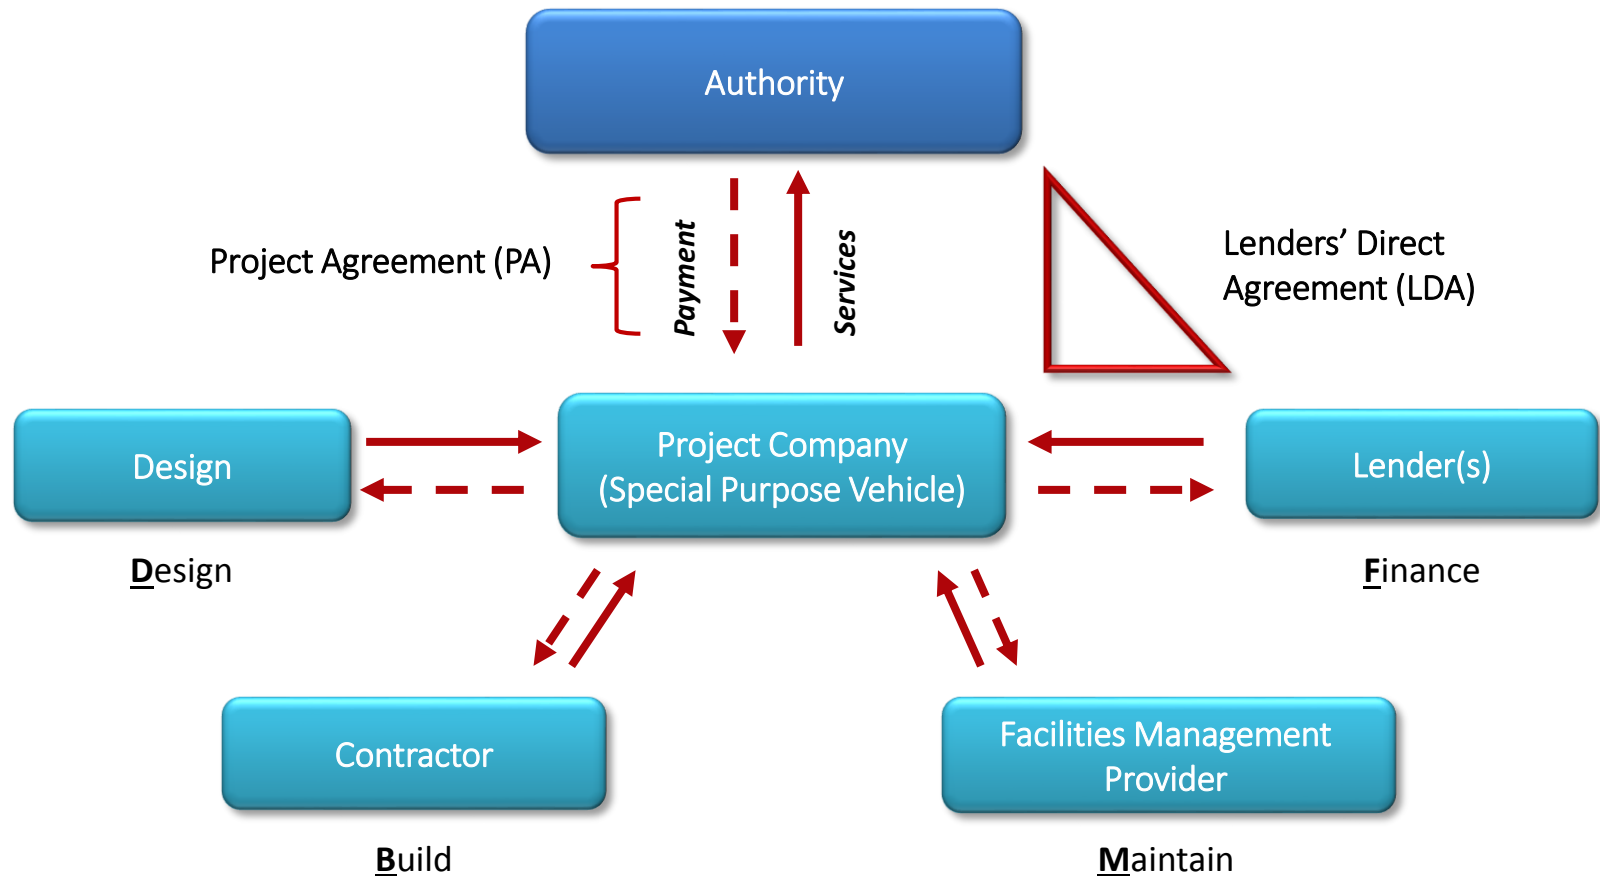 Authority
Project Agreement (PA)
Payment
Services
Lenders’ Direct
Agreement (LDA)
Design
Project Company
(Special Purpose Vehicle)
Lender(s)
Design
Finance
Contractor
Facilities Management
Provider
Build
Maintain